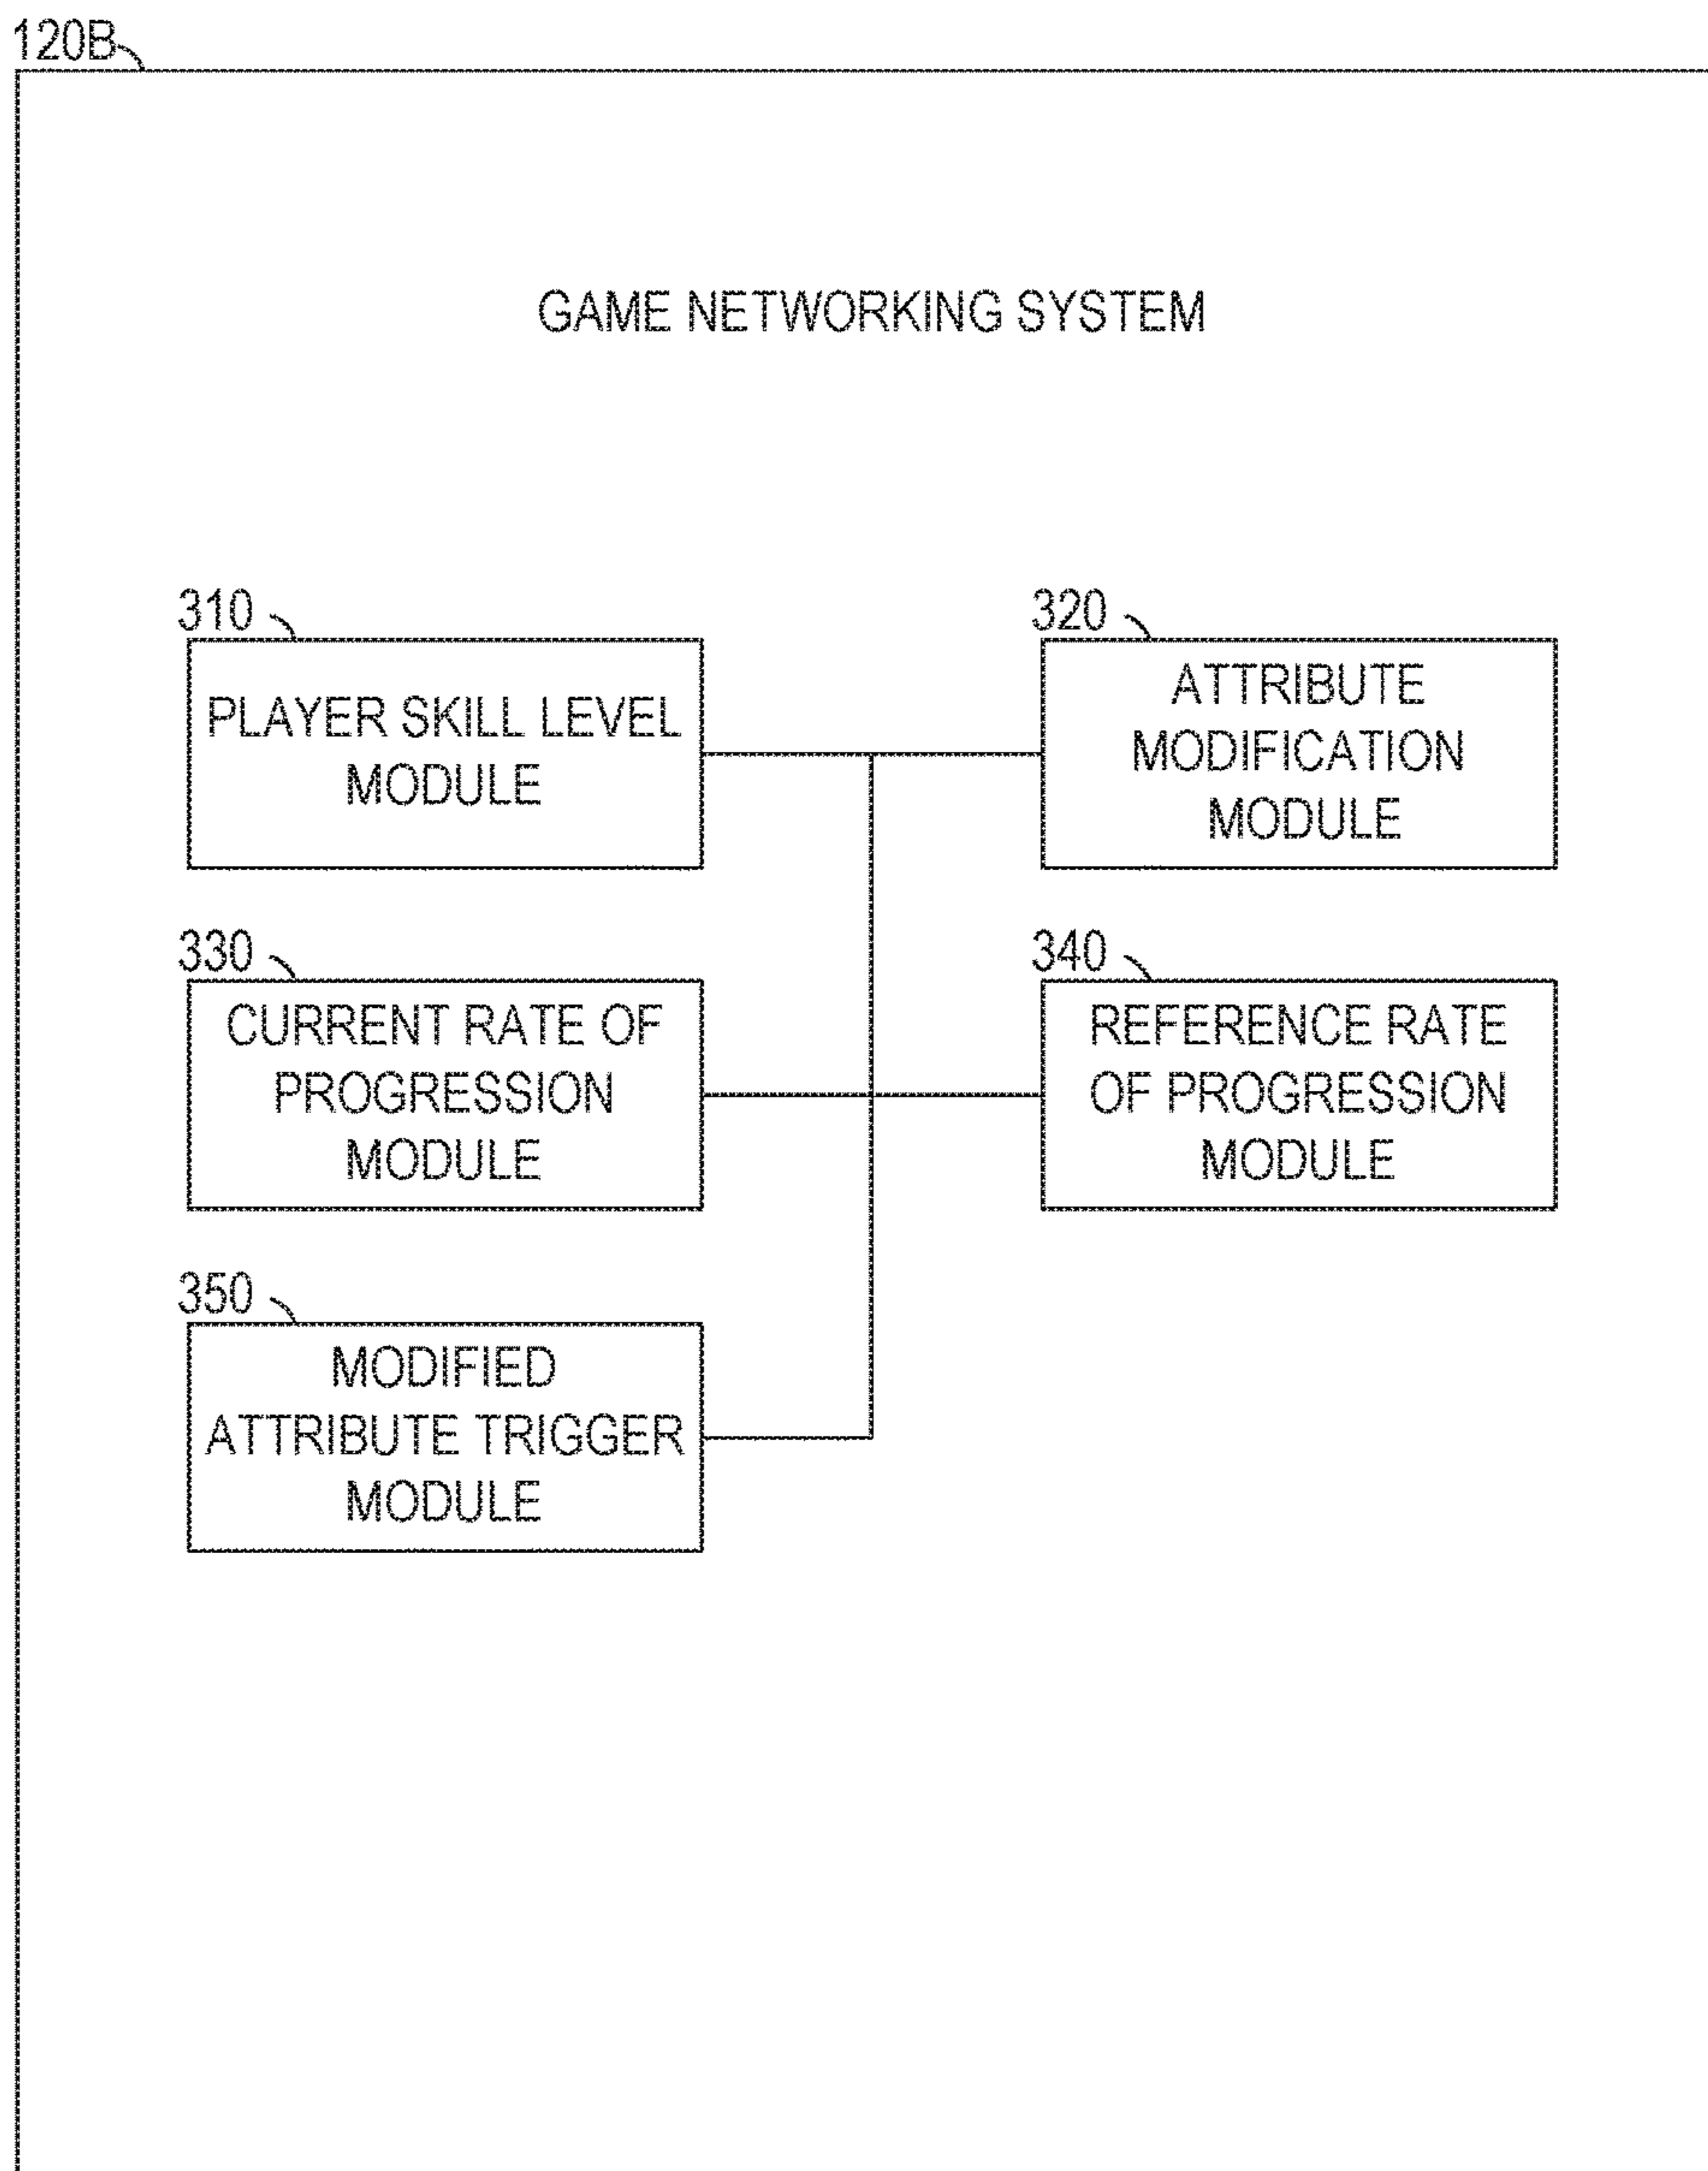 120B
GAME NETWORKING SYSTEM
310
PLAYER SKILL LEVEL
MODULE
320
ATTRIBUTE
MODIFICATION
MODULE
330
CURRENT RATE OF
PROGRESSION
MODULE
340
REFERENCE RATE
OF PROGRESSION
MODULE
350
MODIFIED
ATTRIBUTE TRIGGER
MODULE